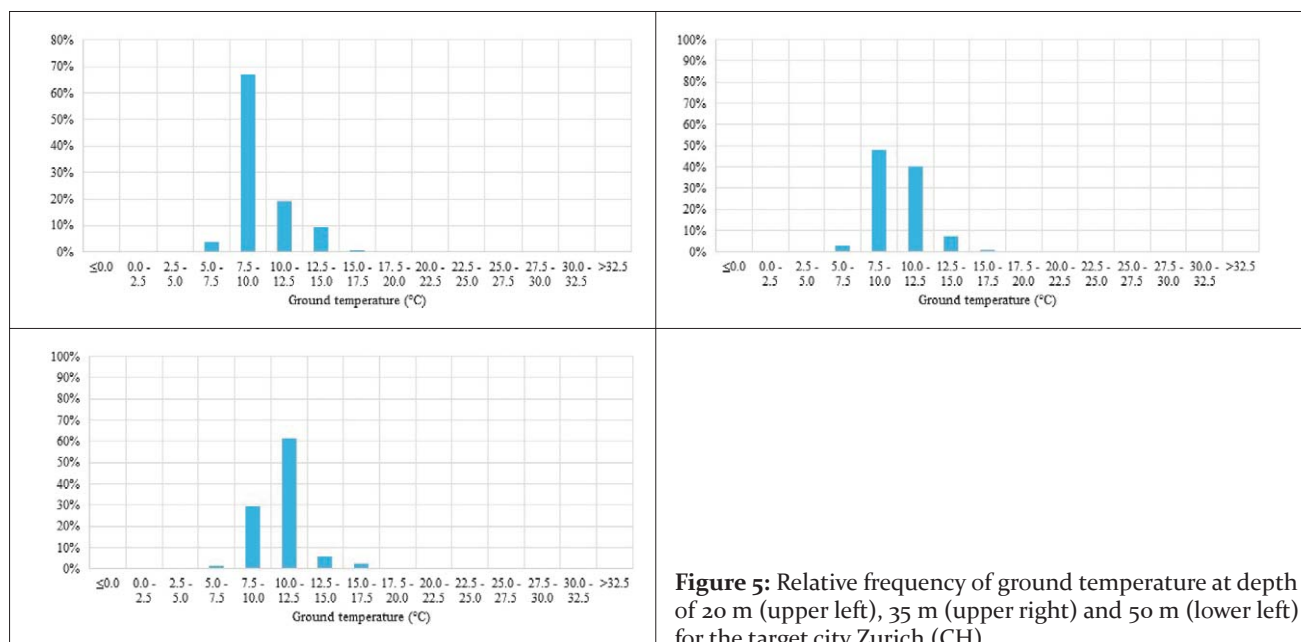 80%
70%
60%
50%
40%
30%
20%
10%
0%
≤0.0 0.0 - 2.5 - 5.0 - 7.5 - 10.0 - 12.5 - 15.0 - 17. 5 - 20.0 - 22.5 - 25.0 - 27.5 - 30.0 - >32.5
2.5 5.0 7.5 10.0 12.5 15.0 17.5 20.0 22.5 25.0 27.5 30.0 32.5
Ground temperature (°C)
100%
90%
80%
70%
60%
50%
40%
30%
20%
10%
0%
≤0.0 0.0 - 2.5 - 5.0 - 7.5 - 10.0 - 12.5 - 15.0 - 17. 5 - 20.0 - 22.5 - 25.0 - 27.5 - 30.0 - >32.5
2.5 5.0 7.5 10.0 12.5 15.0 17.5 20.0 22.5 25.0 27.5 30.0 32.5
Ground temperature (°C)
100%
90%
80%
70%
60%
50%
40%
30%
20%
10%
0%
≤0.0 0.0 - 2.5 - 5.0 - 7.5 - 10.0 - 12.5 - 15.0 - 17. 5 - 20.0 - 22.5 - 25.0 - 27.5 - 30.0 - >32.5
2.5 5.0 7.5 10.0 12.5 15.0 17.5 20.0 22.5 25.0 27.5 30.0 32.5
Ground temperature (°C)
Figure 5: Relative frequency of ground temperature at depth
of 20 m (upper left), 35 m (upper right) and 50 m (lower left)
for the target city Zurich (CH)